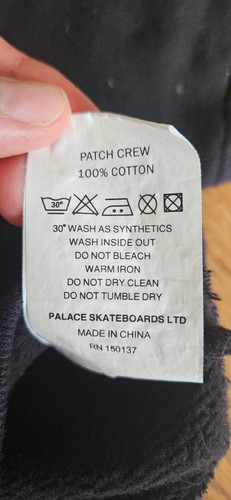 PATCH CREW
100% COTTON
30°
30° WASH AS SYNTHETICS
WASH INSIDE OUT
DO NOT BLEACH
WARM IRON
DO NOT DRY CLEAN
DO NOT TUMBLE DRY
PALACE SKATEBOARDS LTD
MADE IN CHINA
RN 150137